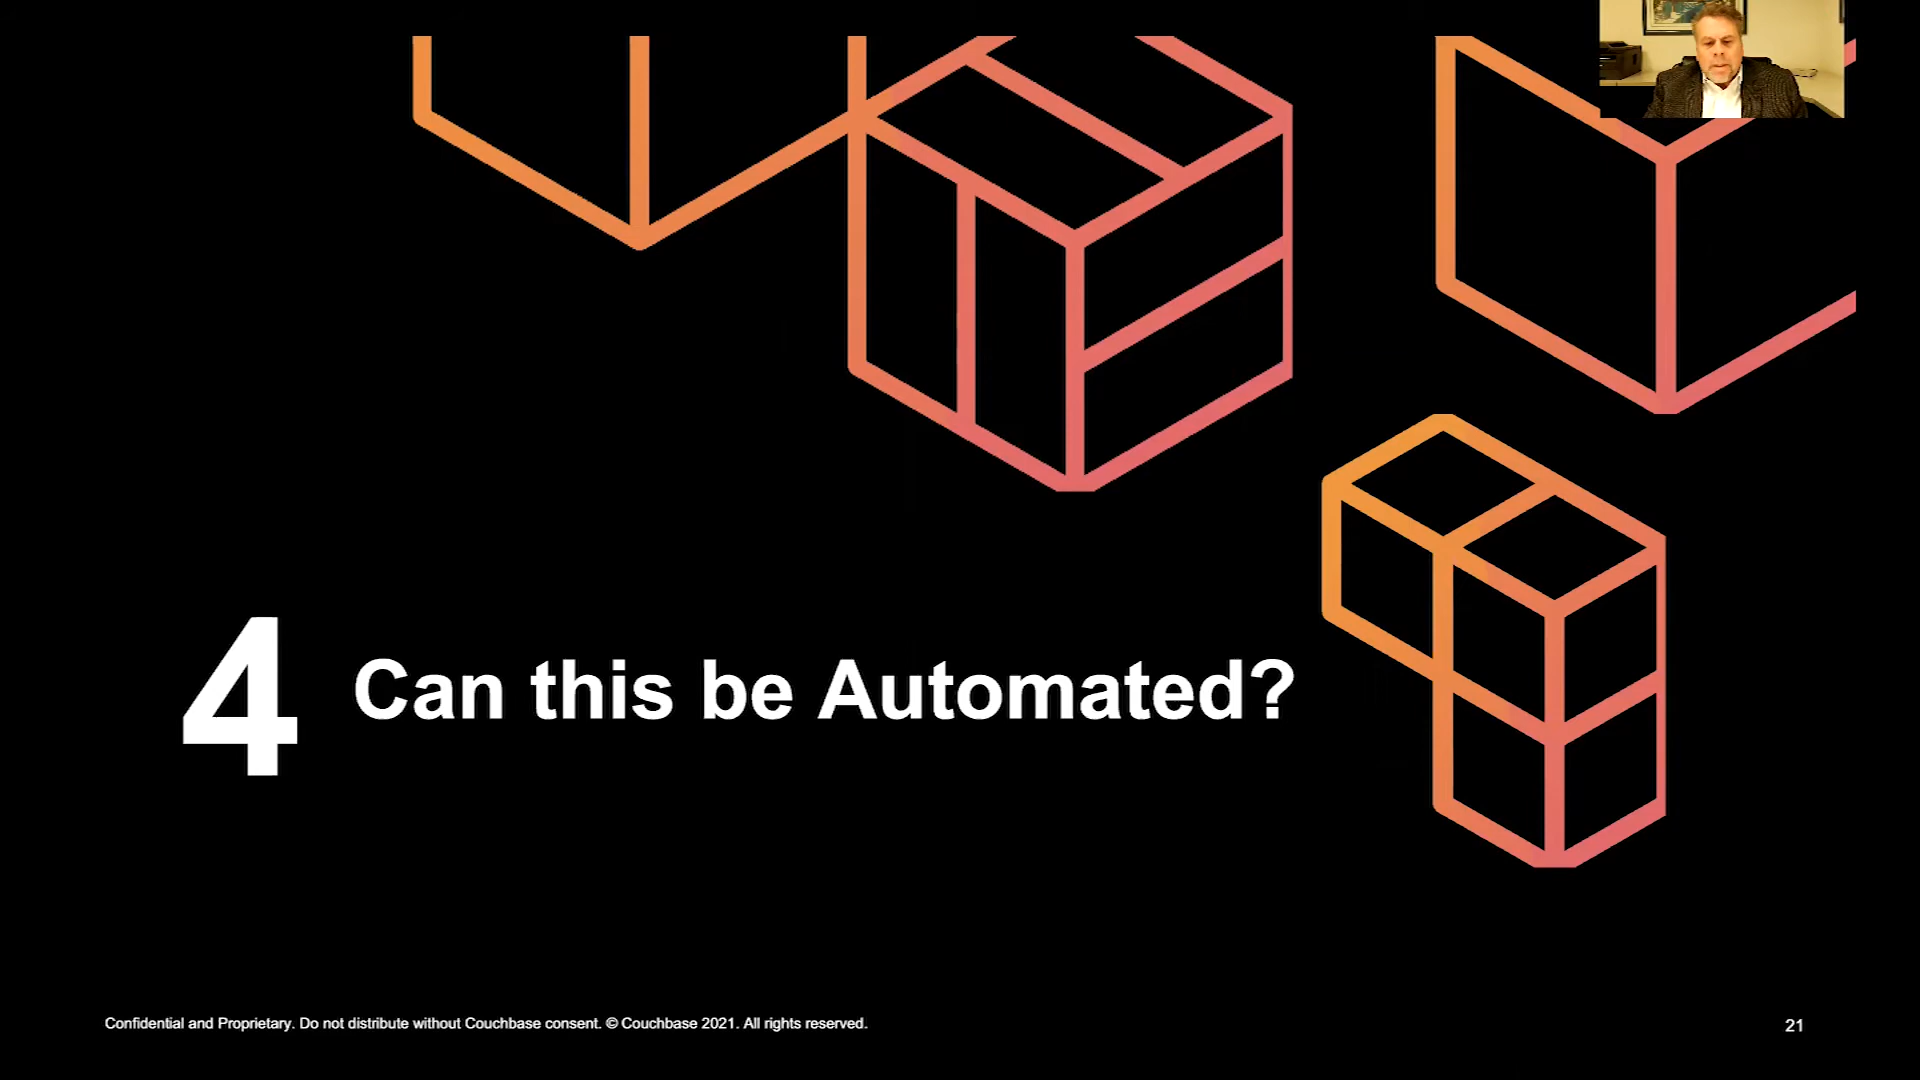 4 Can this be Automated?
Confidential and Proprietary. Do not distribute without Couchbase consent. © Couchbase 2021. All rights reserved.
21